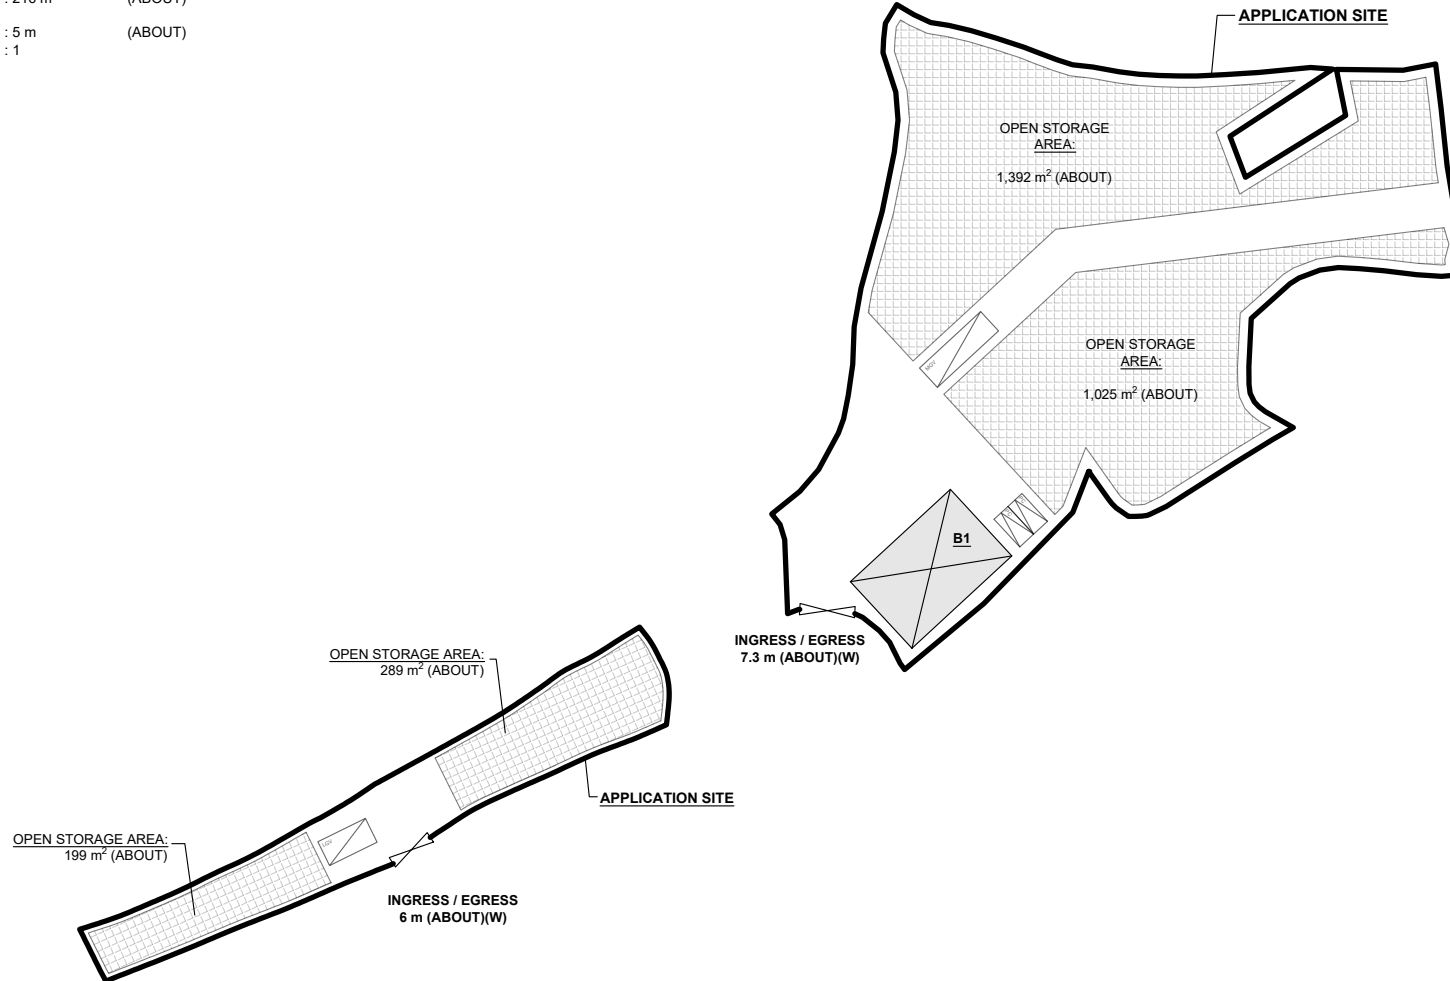 : 5 m (ABOUT)
: 1
APPLICATION SITE
OPEN STORAGE
AREA:
1,392 m² (ABOUT)
OPEN STORAGE
AREA:
1,025 m² (ABOUT)
MGV
B1
INGRESS / EGRESS
7.3 m (ABOUT)(W)
OPEN STORAGE AREA:
289 m² (ABOUT)
APPLICATION SITE
OPEN STORAGE AREA:
199 m² (ABOUT)
LGV
INGRESS / EGRESS
6 m (ABOUT)(W)